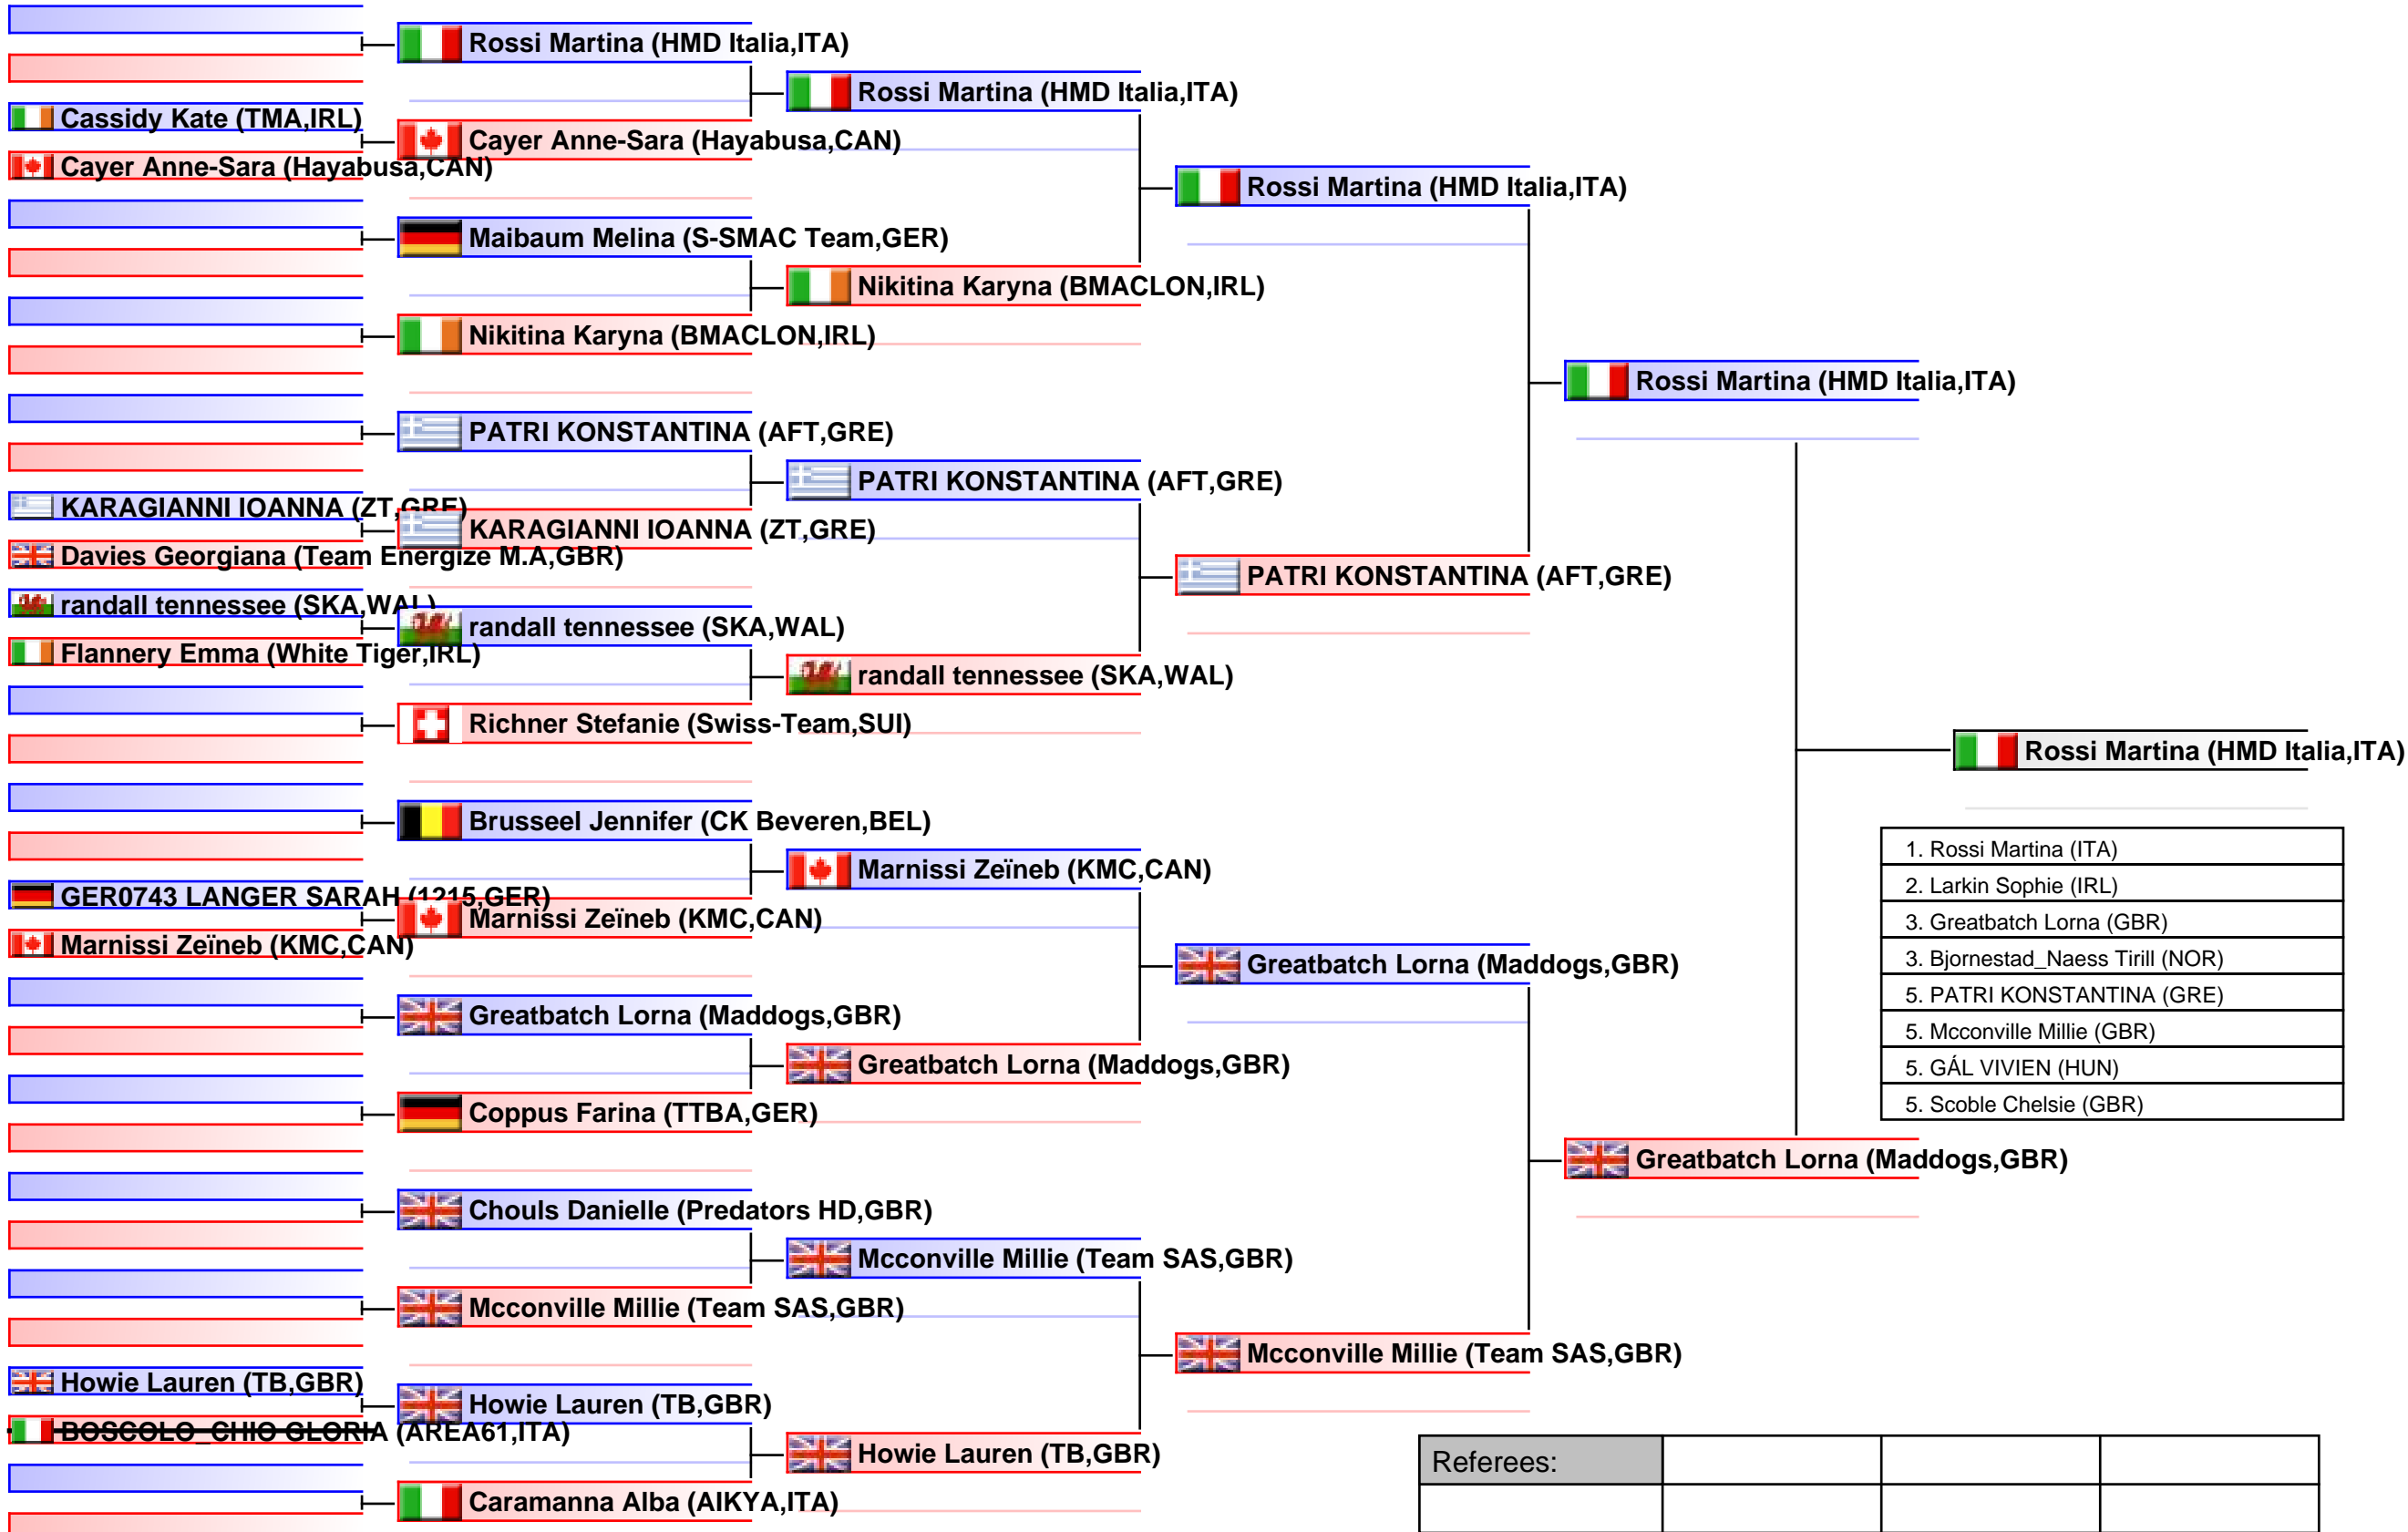 Cassidy Kate (TMA,IRL)
Cayer Anne-Sara (Hayabusa,CAN)
KARAGIANNI IOANNA (ZT,GRE)
Davies Georgiana (Team Energize M.A,GBR)
randall tennessee (SKA,WAL)
Flannery Emma (White Tiger,IRL)
GER0743 LANGER SARAH (1215,GER)
Marnissi Zeïneb (KMC,CAN)
Howie Lauren (TB,GBR)
BOSCOLO_CHIO GLORIA (AREA61,ITA)
Rossi Martina (HMD Italia,ITA)
Cayer Anne-Sara (Hayabusa,CAN)
Maibaum Melina (S-SMAC Team,GER)
Nikitina Karyna (BMACLON,IRL)
PATRI KONSTANTINA (AFT,GRE)
KARAGIANNI IOANNA (ZT,GRE)
randall tennessee (SKA,WAL)
Richner Stefanie (Swiss-Team,SUI)
Brusseel Jennifer (CK Beveren,BEL)
Marnissi Zeïneb (KMC,CAN)
Greatbatch Lorna (Maddogs,GBR)
Coppus Farina (TTBA,GER)
Chouls Danielle (Predators HD,GBR)
Mcconville Millie (Team SAS,GBR)
Howie Lauren (TB,GBR)
Caramanna Alba (AIKYA,ITA)
Rossi Martina (HMD Italia,ITA)
Nikitina Karyna (BMACLON,IRL)
PATRI KONSTANTINA (AFT,GRE)
randall tennessee (SKA,WAL)
Marnissi Zeïneb (KMC,CAN)
Greatbatch Lorna (Maddogs,GBR)
Mcconville Millie (Team SAS,GBR)
Howie Lauren (TB,GBR)
Rossi Martina (HMD Italia,ITA)
PATRI KONSTANTINA (AFT,GRE)
Greatbatch Lorna (Maddogs,GBR)
Mcconville Millie (Team SAS,GBR)
Rossi Martina (HMD Italia,ITA)
Greatbatch Lorna (Maddogs,GBR)
Rossi Martina (HMD Italia,ITA)
1. Rossi Martina (ITA)
2. Larkin Sophie (IRL)
3. Greatbatch Lorna (GBR)
3. Bjornestad_Naess Tirill (NOR)
5. PATRI KONSTANTINA (GRE)
5. Mcconville Millie (GBR)
5. GÁL VIVIEN (HUN)
5. Scoble Chelsie (GBR)
Referees: